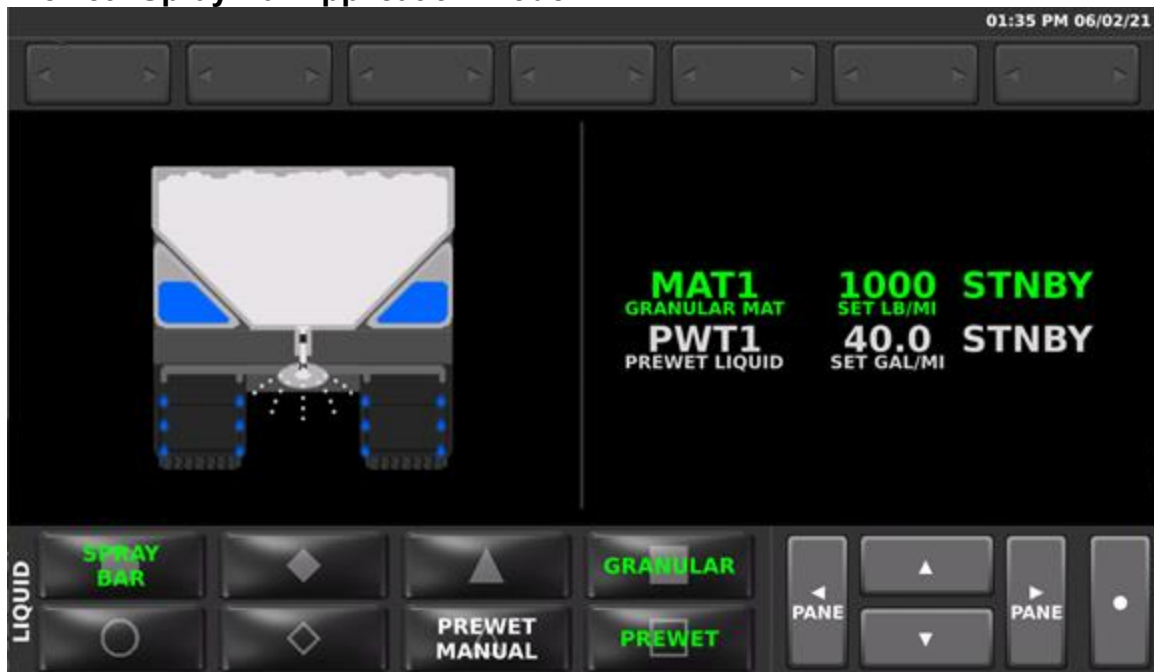 01:35 PM 06/02/21
MAT1 1000 STNBY
GRANULAR MAT SET LB/MI
PWT1 40.0 STNBY
PREWET LIQUID SET GAL/MI
LIQUID
SPRAY
BAR
GRANULAR
PREWET
MANUAL
PREWET
PANE
PANE